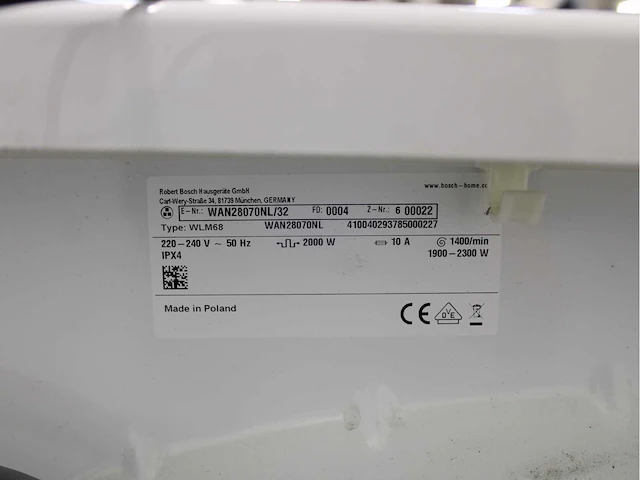 Robert Bosch Hausgeräte GmbH
www.bosch-home.co
Carl-Wery-Straße 34, 81739 München, GERMANY
E-Nr.: WAN28070NL/32 FD: 0004 Z-Nr.: 6 00022
Type: WLM68 WAN28070NL 410040293785000227
220-240 V ~ 50 Hz 2000 W 10 A 1400/min
IPX4 1900-2300 W
Made in Poland
CE VDE